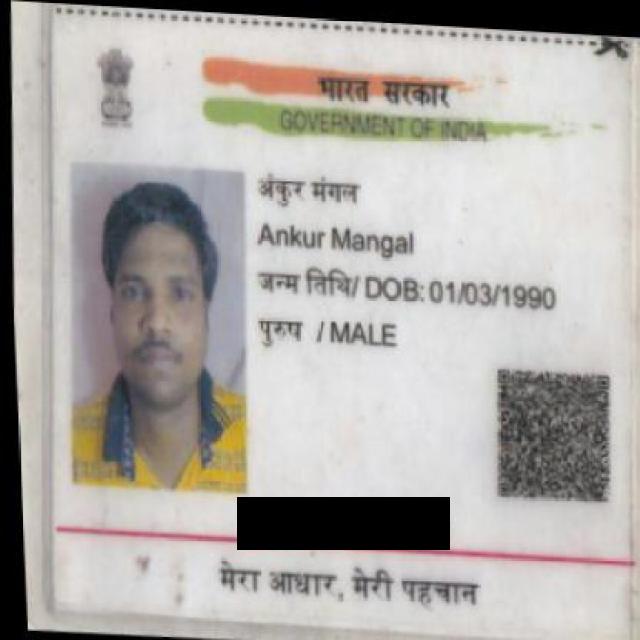 भारत सरकार
GOVERNMENT OF INDIA
अंकुर मंगल
Ankur Mangal
जन्म तिथि/ DOB: 01/03/1990
पुरुष / MALE
मेरा आधार, मेरी पहचान